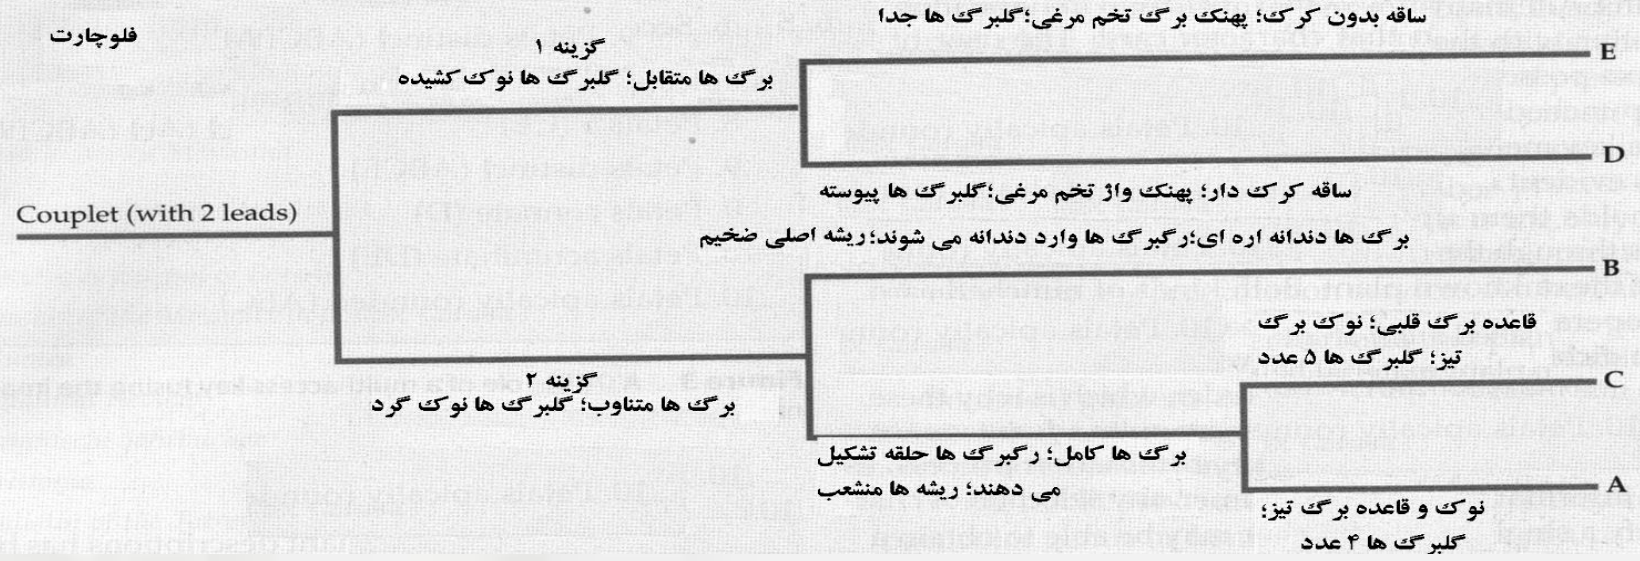 فلوچارت
ساقه بدون کرک؛ پهنک برگ تخم مرغی؛گلبرگ ها جدا
E
گزینه ۱
برگ ها متقابل؛ گلبرگ ها نوک کشیده
D
ساقه کرک دار؛ پهنک واژ تخم مرغی؛گلبرگ ها پیوسته
Couplet (with 2 leads)
برگ ها دندانه اره ای؛رگبرگ ها وارد دندانه می شوند؛ریشه اصلی ضخیم
B
قاعده برگ قلبی؛ نوک برگ
تیز؛ گلبرگ ها ۵ عدد
C
گزینه ۲
برگ ها متناوب؛ گلبرگ ها نوک گرد
برگ ها کامل؛ رگبرگ ها حلقه تشکیل
می دهند؛ ریشه ها منشعب
A
نوک و قاعده برگ تیز؛
گلبرگ ها ۴ عدد